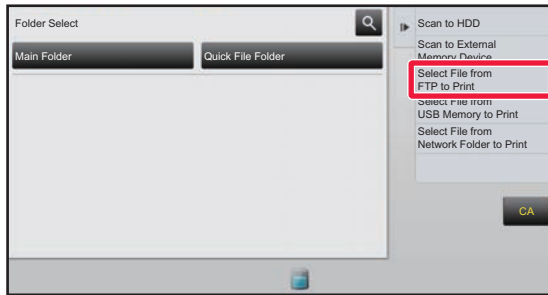 Folder Select
Main Folder
Quick File Folder
Scan to HDD
Scan to External
Memory Device
Select File from
FTP to Print
Select File from
USB Memory to Print
Select File from
Network Folder to Print
CA